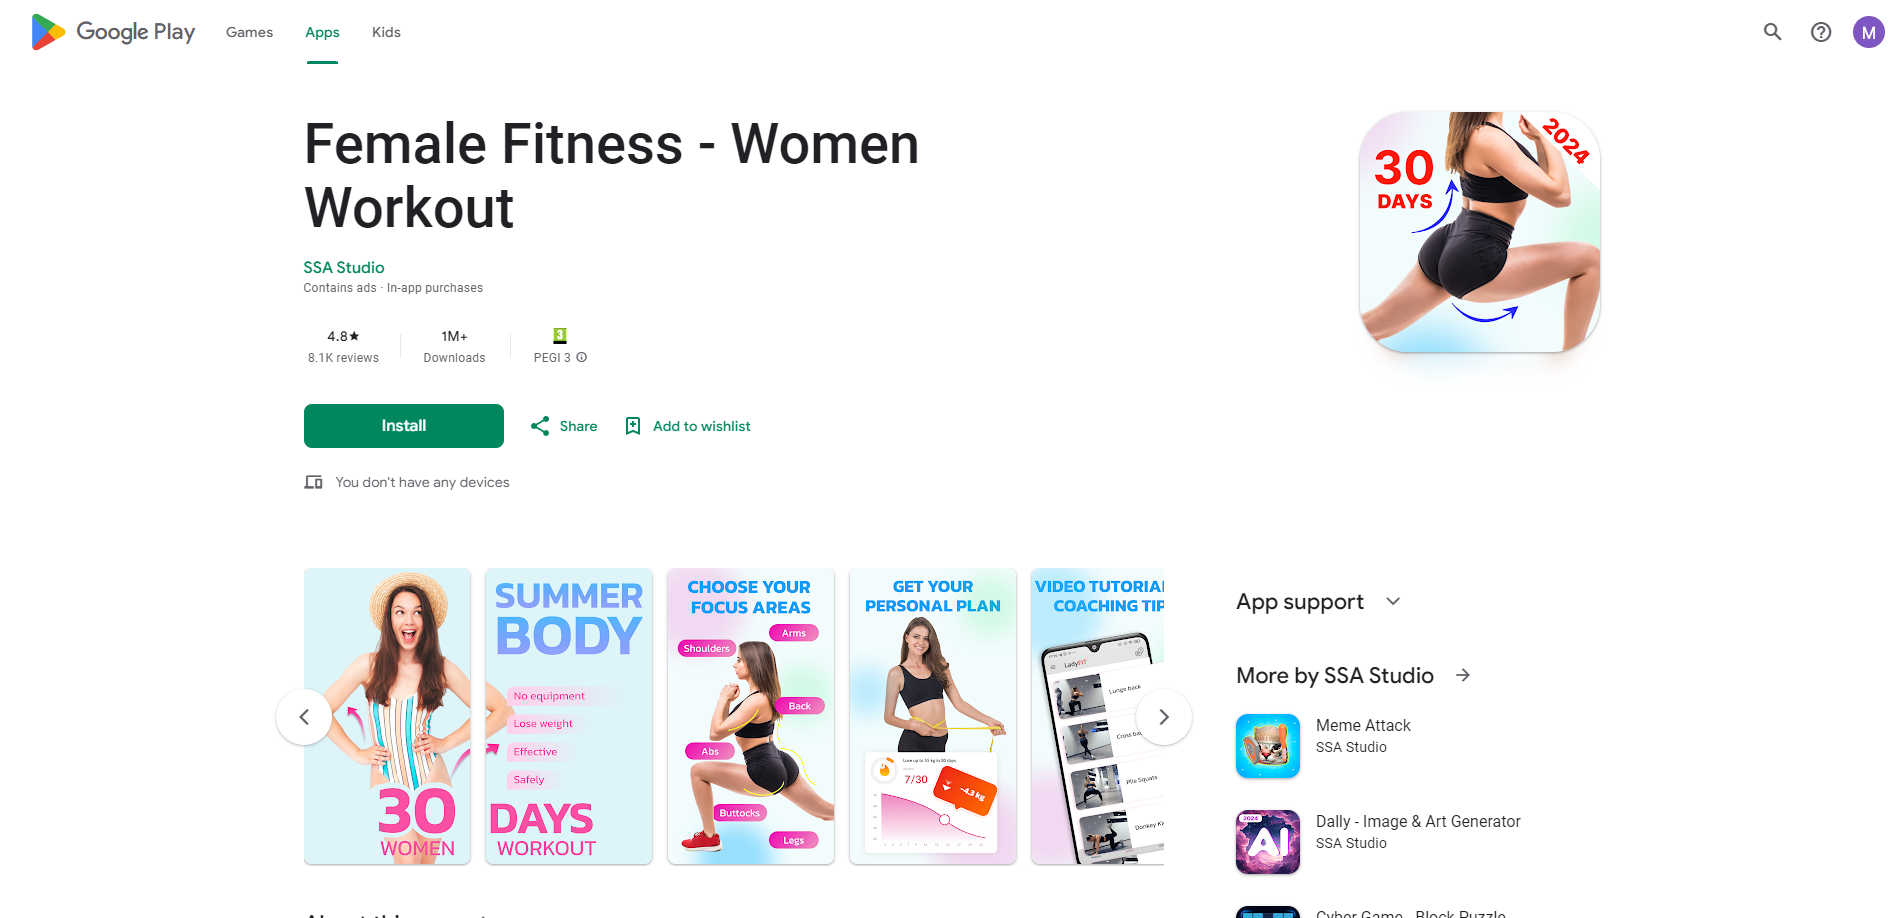 Google Play
Games
Apps
Kids
M
Female Fitness - Women
Workout
SSA Studio
Contains ads · In-app purchases
4.8★
8.1K reviews
1M+
Downloads
3
PEGI 3
Install
Share
Add to wishlist
You don't have any devices
30
DAYS
2024
30
WOMEN
SUMMER
BODY
No equipment
Lose weight
Effective
Safely
DAYS
WORKOUT
CHOOSE YOUR
FOCUS AREAS
Arms
Shoulders
Back
Abs
Buttocks
Legs
GET YOUR
PERSONAL PLAN
7/30
-4.3 kg
VIDEO TUTORIAL
COACHING TIP
LadyFIT
Lunge back
Cross ba
Plie Squats
Donkey Ki
App support
More by SSA Studio
Meme Attack
SSA Studio
2024
AI
Dally - Image & Art Generator
SSA Studio
Cyber Game - Block Puzzle